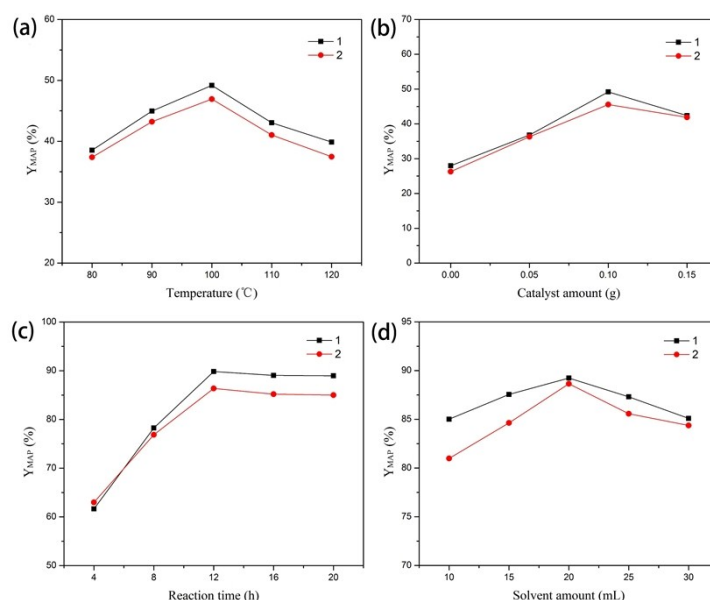 (a)
60
50
40
30
20
80 90 100 110 120
Y_MAP (%)
Temperature (℃)
1
2
(b)
70
60
50
40
30
20
10
0
0.00 0.05 0.10 0.15
Y_MAP (%)
Catalyst amount (g)
1
2
(c)
100
90
80
70
60
50
4 8 12 16 20
Y_MAP (%)
Reaction time (h)
1
2
(d)
95
90
85
80
75
70
10 15 20 25 30
Y_MAP (%)
Solvent amount (mL)
1
2